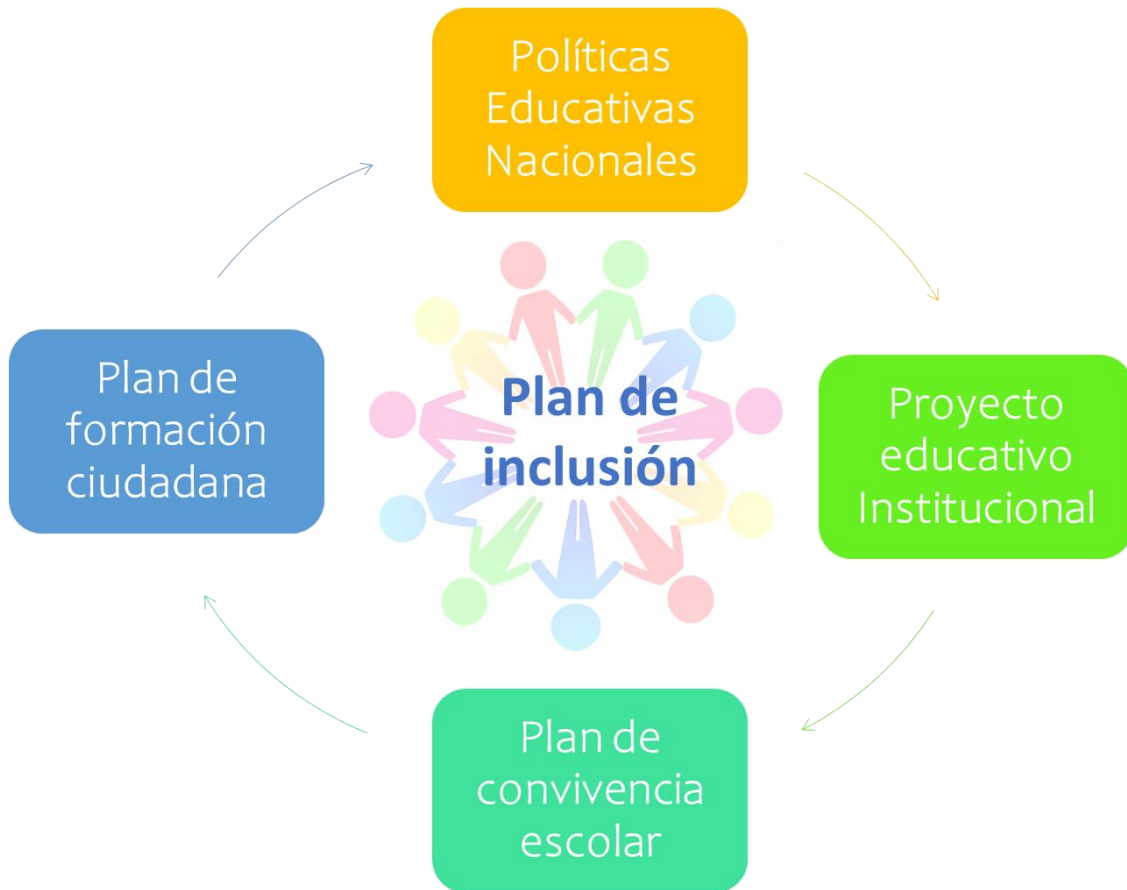 Políticas
Educativas
Nacionales
Plan de
formación
ciudadana
Plan de
inclusión
Proyecto
educativo
Institucional
Plan de
convivencia
escolar